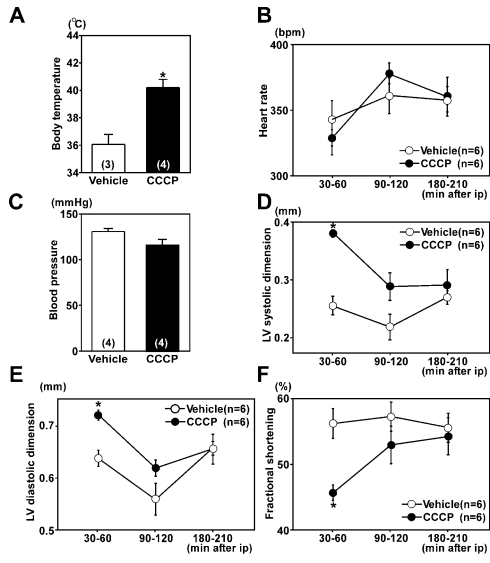 A
(°C)
Body temperature
42
40
38
36
34
*
(3)
(4)
Vehicle
CCCP
B
(bpm)
Heart rate
400
350
300
Vehicle(n=6)
CCCP (n=6)
30-60
90-120
180-210
(min after ip)
C
(mmHg)
Blood pressure
150
100
50
0
(4)
(4)
Vehicle
CCCP
D
(mm)
LV systolic dimension
0.4
0.3
0.2
*
Vehicle(n=6)
CCCP (n=6)
30-60
90-120
180-210
(min after ip)
E
(mm)
LV diastolic dimension
0.7
0.6
0.5
*
Vehicle(n=6)
CCCP (n=6)
30-60
90-120
180-210
(min after ip)
F
(%)
Fractional shortening
60
50
40
*
Vehicle(n=6)
CCCP (n=6)
30-60
90-120
180-210
(min after ip)